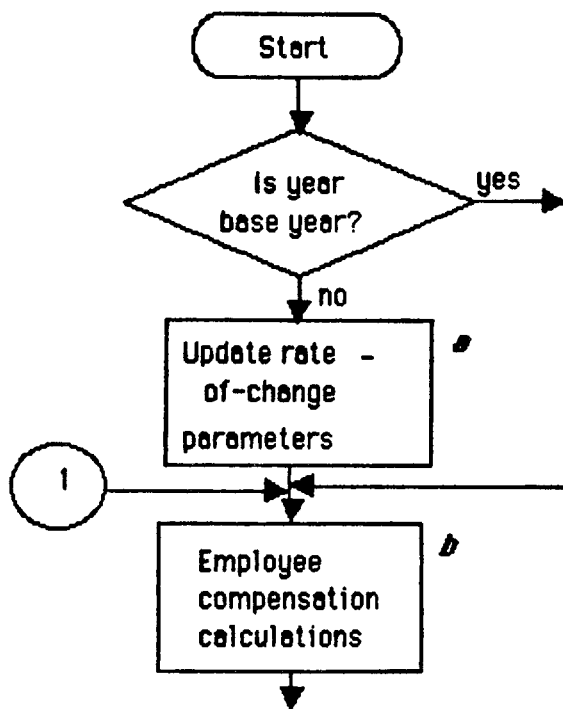 Start
Is year
base year?
yes
no
Update rate -
of-change
parameters
a
1
b
Employee
compensation
calculations